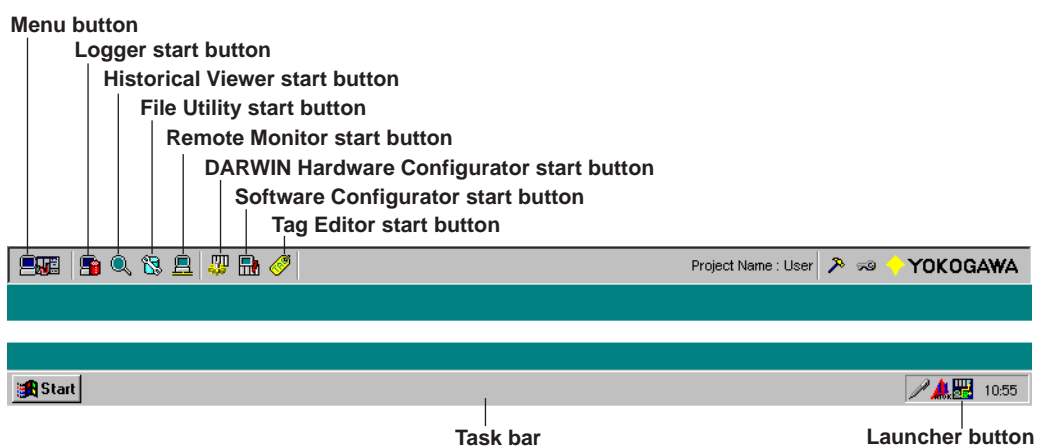 Menu button
Logger start button
Historical Viewer start button
File Utility start button
Remote Monitor start button
DARWIN Hardware Configurator start button
Software Configurator start button
Tag Editor start button
Project Name : User
YOKOGAWA
Start
10:55
Task bar
Launcher button